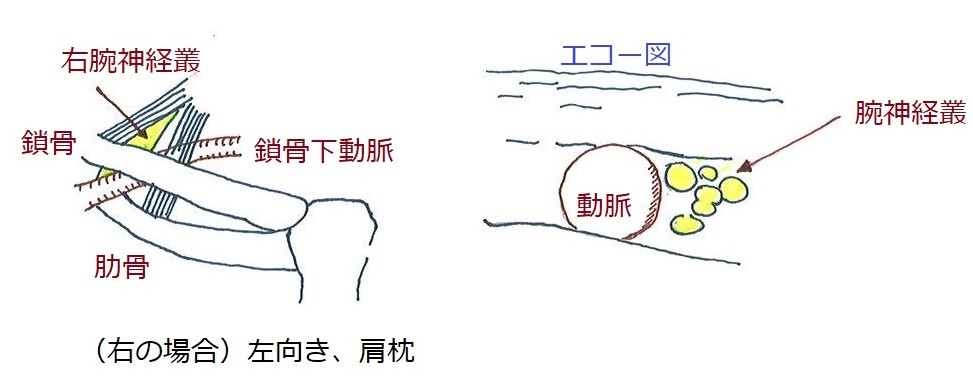 右腕神経叢
鎖骨
鎖骨下動脈
肋骨
（右の場合）左向き、肩枕
エコー図
腕神経叢
動脈